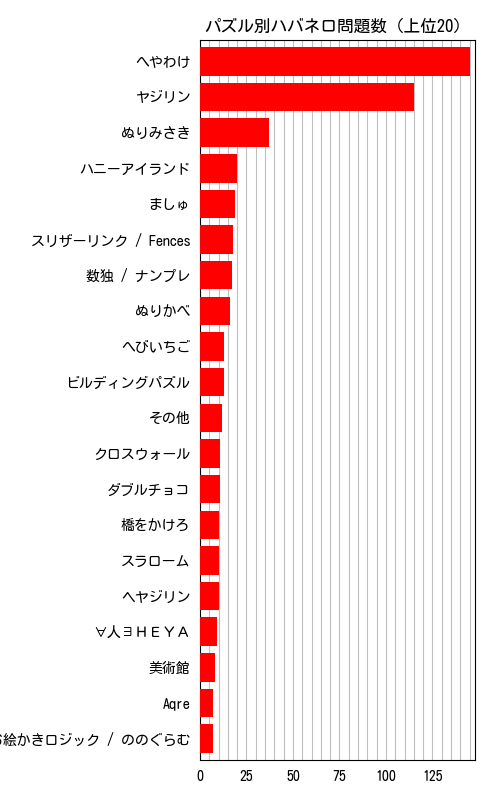 パズル別ハバネロ問題数 (上位20)
へやわけ
ヤジリン
ぬりみさき
ハニーアイランド
ましゅ
スリザーリンク / Fences
数独 / ナンプレ
ぬりかべ
へびいちご
ビルディングパズル
その他
クロスウォール
ダブルチョコ
橋をかけろ
スラローム
ヘヤジリン
∀人∃ＨＥＹＡ
美術館
Aqre
絵かきロジック / ののぐらむ
0 25 50 75 100 125